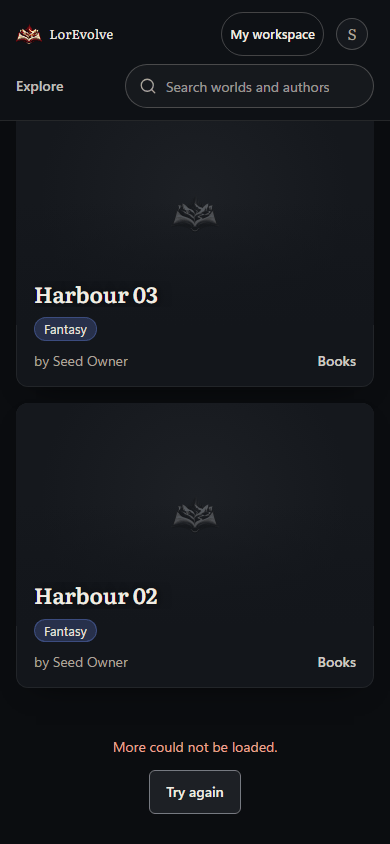 LorEvolve
My workspace
S
Explore
Search worlds and authors
Harbour 03
Fantasy
by Seed Owner
Books
Harbour 02
Fantasy
by Seed Owner
Books
More could not be loaded.
Try again